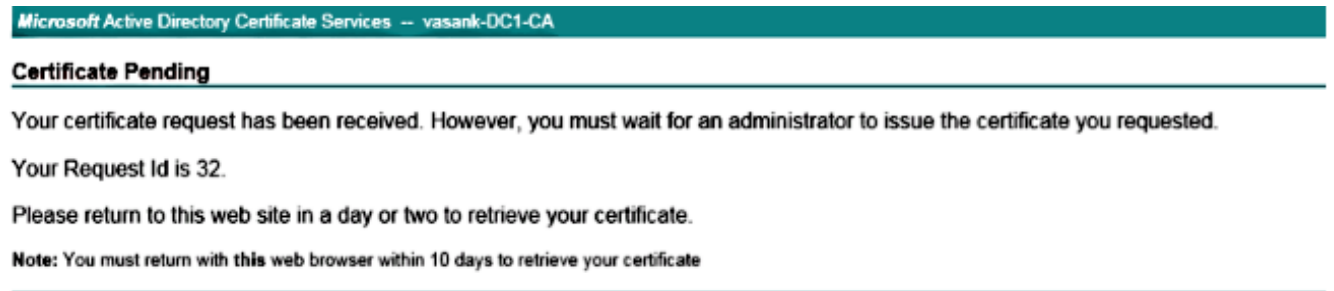 Microsoft Active Directory Certificate Services -- vasank-DC1-CA
Certificate Pending
Your certificate request has been received. However, you must wait for an administrator to issue the certificate you requested.
Your Request Id is 32.
Please return to this web site in a day or two to retrieve your certificate.
Note: You must return with this web browser within 10 days to retrieve your certificate